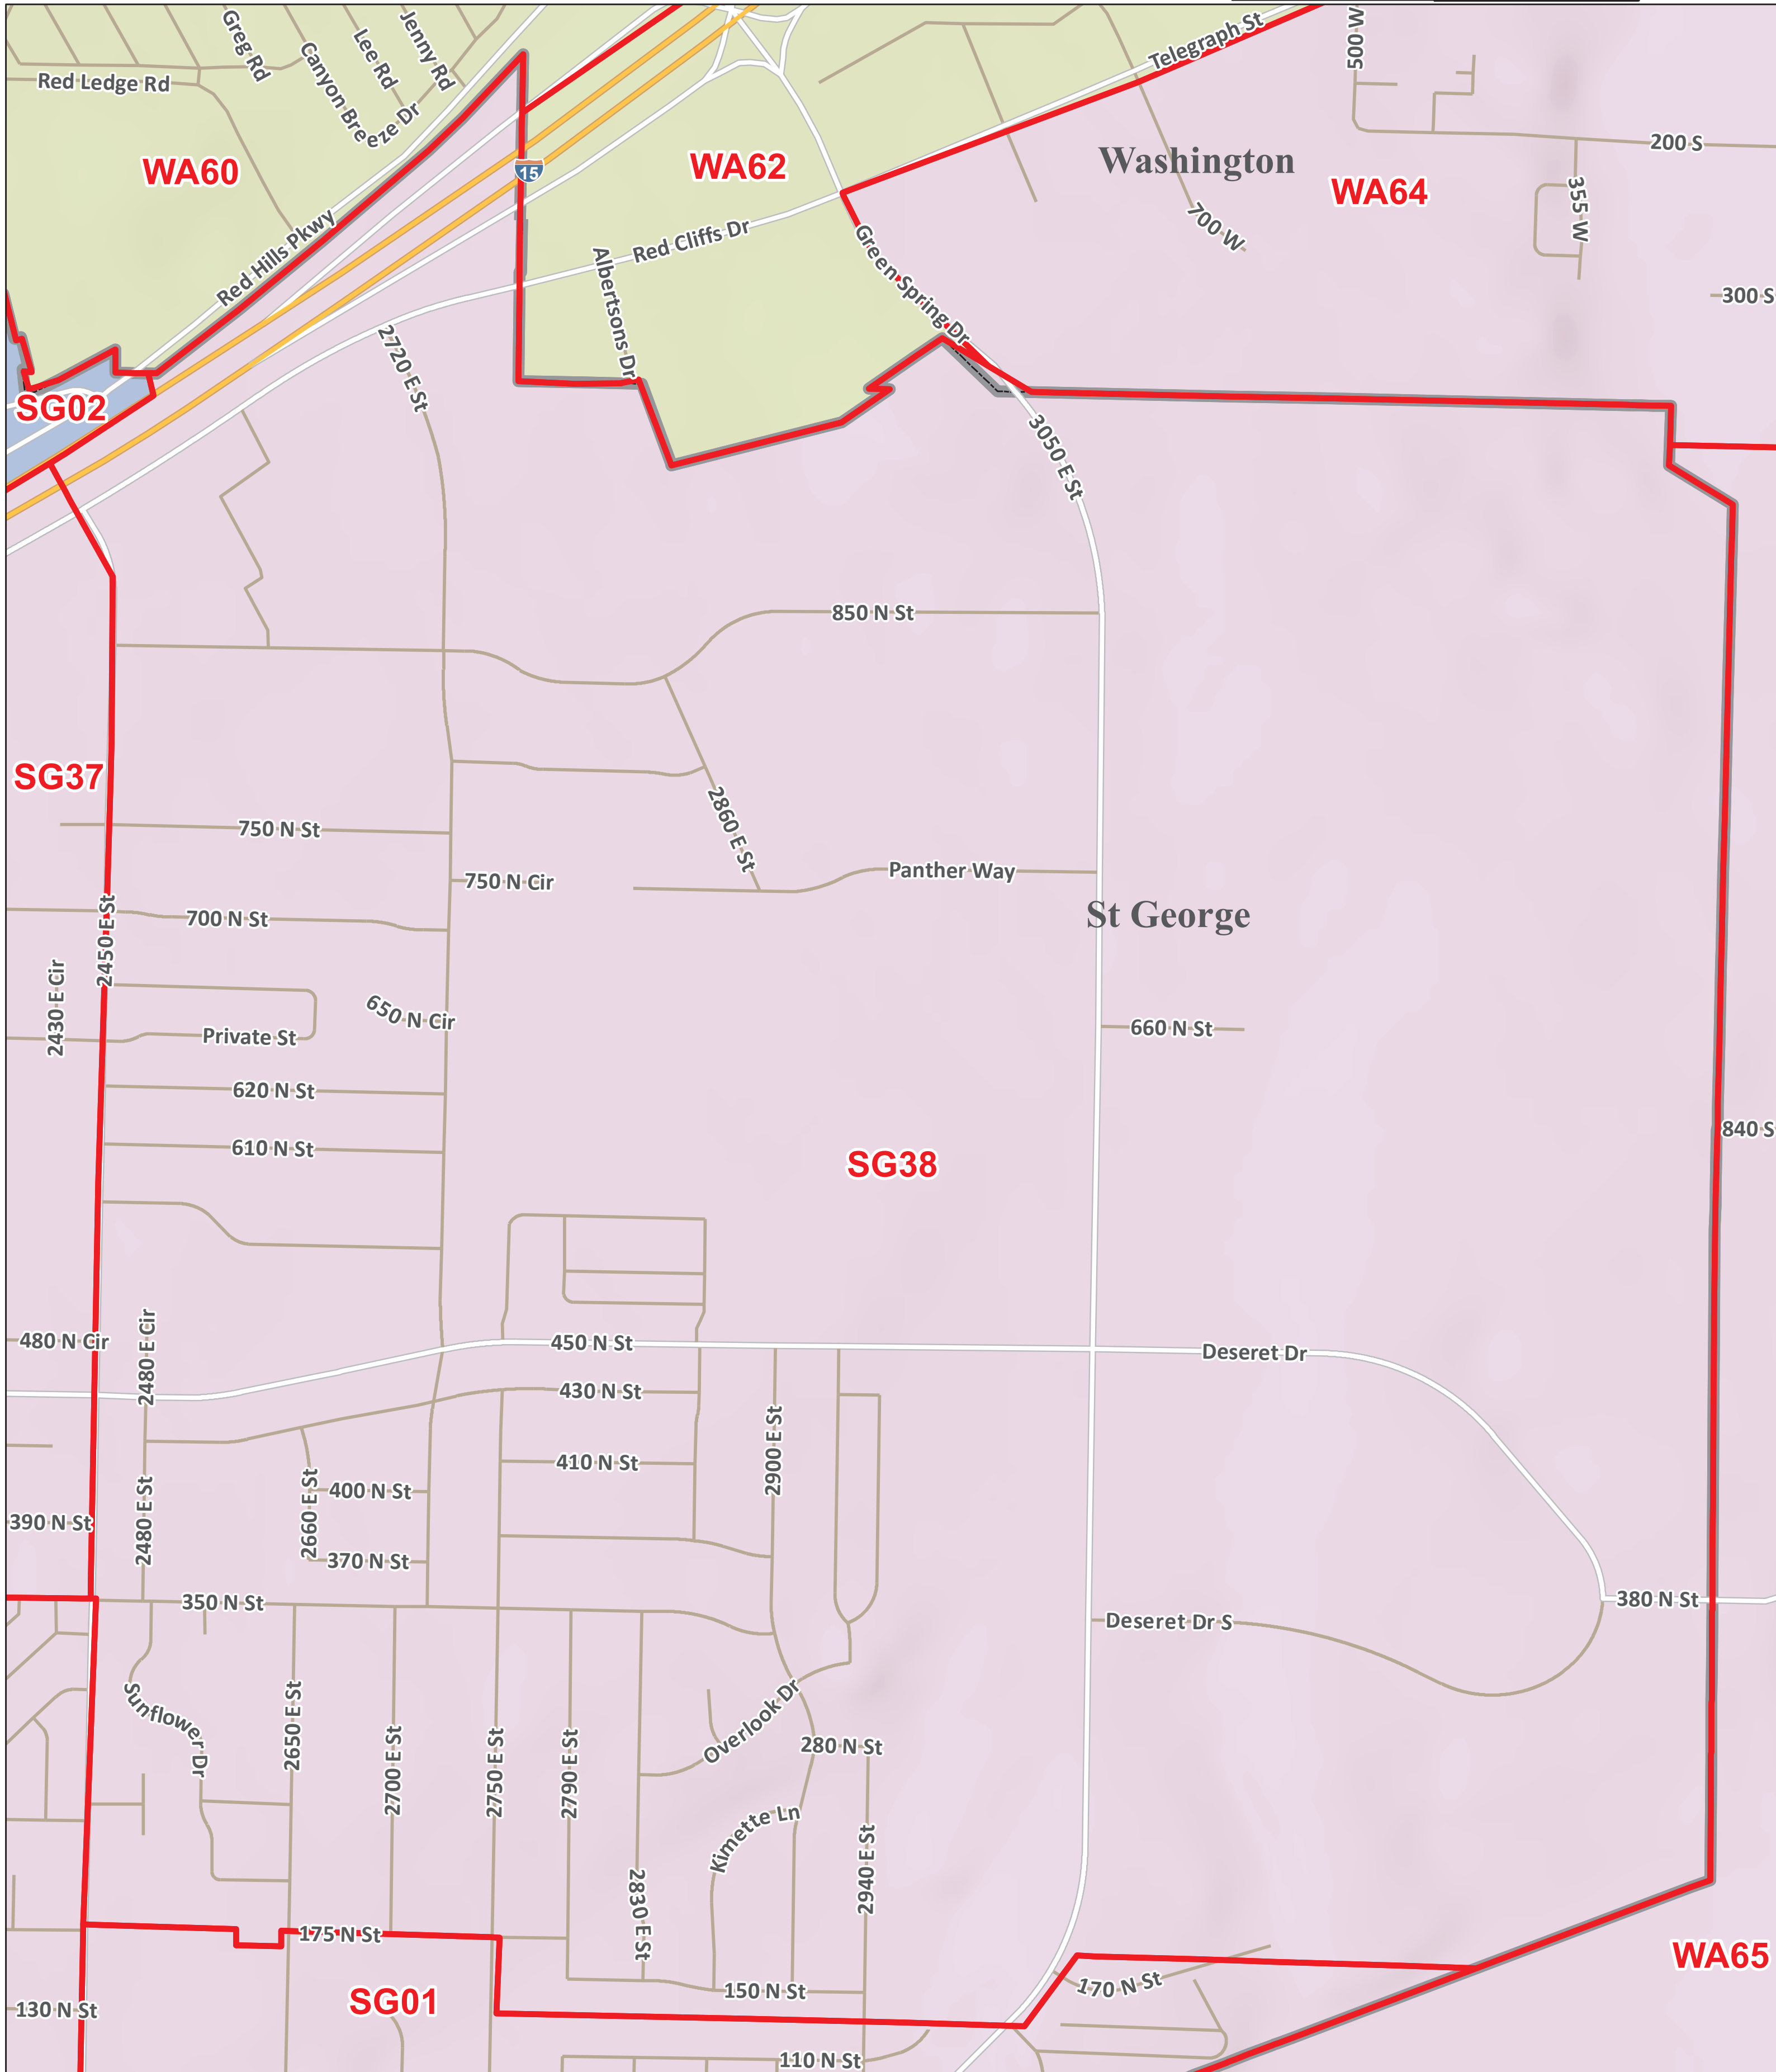 Greg Rd
Jenny Rd
Lee Rd
Canyon Breeze Dr
Red Ledge Rd
Telegraph St
500 W
200 S
WA60
WA62
15
Washington
WA64
355 W
700 W
Red Hills Pkwy
Red Cliffs Dr
Albertsons Dr
Green Spring Dr
300 S
2720 E St
SG02
3050 E St
850 N St
SG37
750 N St
2860 E St
750 N Cir
Panther Way
700 N St
2450 E St
St George
2430 E Cir
650 N Cir
Private St
660 N St
620 N St
610 N St
840 S
SG38
480 N Cir
2480 E Cir
450 N St
Deseret Dr
430 N St
2900 E St
410 N St
400 N St
2660 E St
2480 E St
390 N St
370 N St
350 N St
380 N St
Deseret Dr S
Sunflower Dr
2650 E St
2700 E St
2750 E St
2790 E St
Overlook Dr
280 N St
Kimette Ln
2940 E St
2830 E St
175 N St
WA65
150 N St
170 N St
SG01
130 N St
110 N St